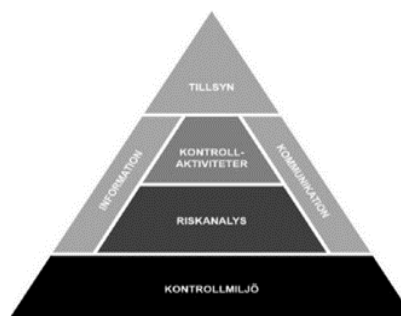 TILLSYN
INFORMATION
KONTROLL-
AKTIVITETER
KOMMUNIKATION
RISKANALYS
KONTROLLMILJÖ